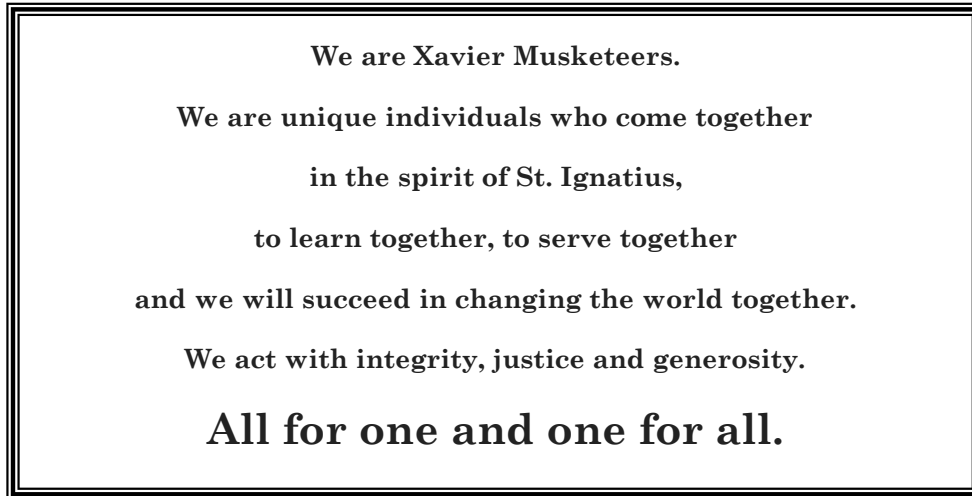 We are Xavier Musketeers.
We are unique individuals who come together
in the spirit of St. Ignatius,
to learn together, to serve together
and we will succeed in changing the world together.
We act with integrity, justice and generosity.
All for one and one for all.